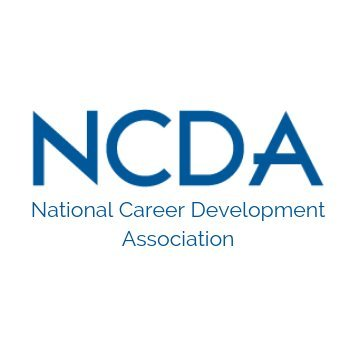 NCDA
National Career Development
Association